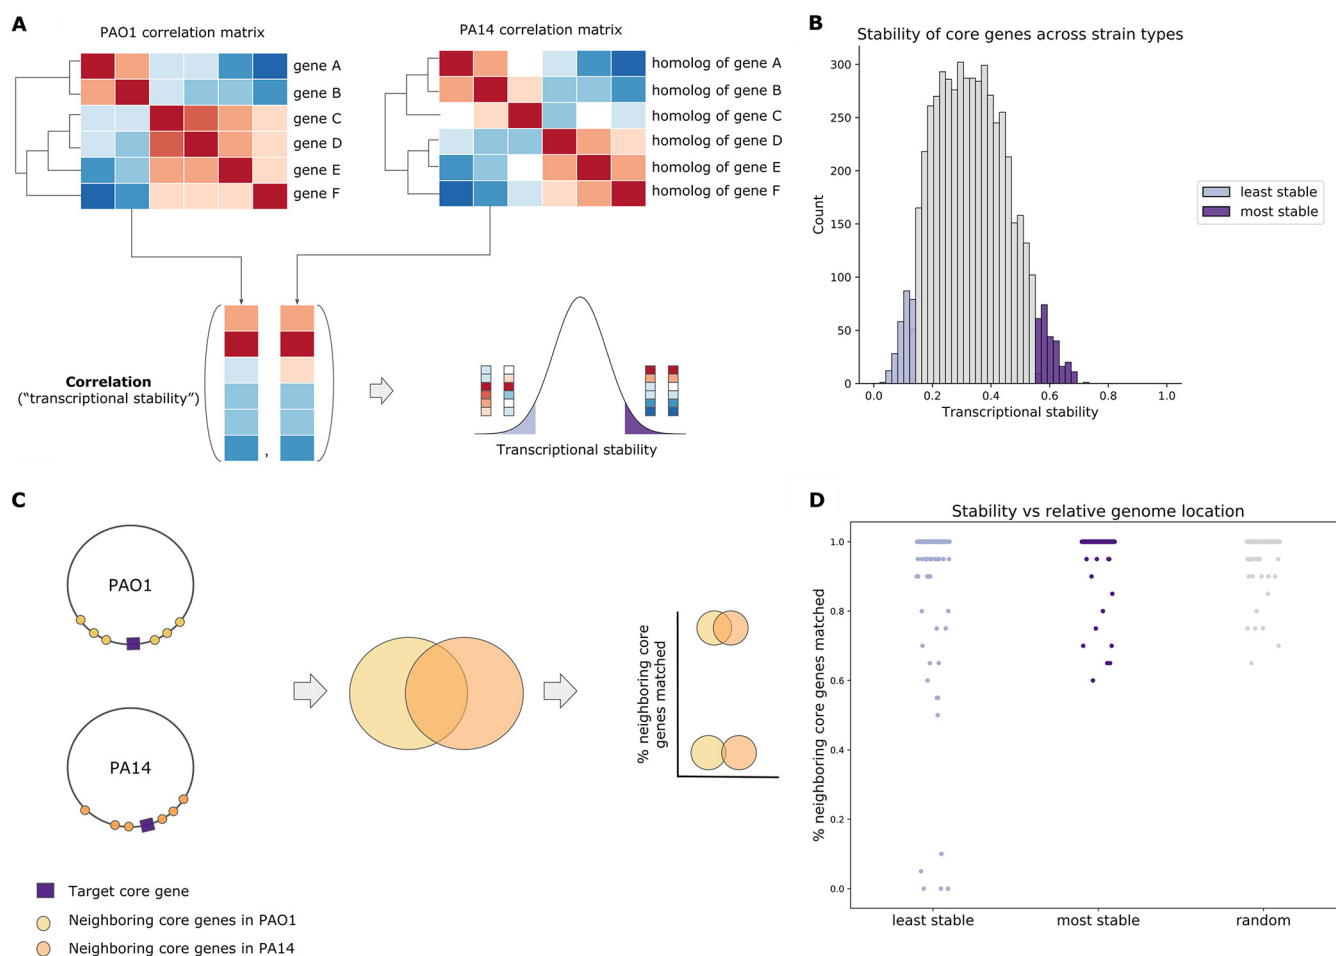 A
PAO1 correlation matrix
gene A
gene B
gene C
gene D
gene E
gene F
PA14 correlation matrix
homolog of gene A
homolog of gene B
homolog of gene C
homolog of gene D
homolog of gene E
homolog of gene F
Correlation
(“transcriptional stability”)
,
Transcriptional stability
B
Stability of core genes across strain types
Count
300
250
200
150
100
50
0
0.0 0.2 0.4 0.6 0.8 1.0
Transcriptional stability
least stable
most stable
C
PAO1
PA14
% neighboring core
genes matched
Target core gene
Neighboring core genes in PAO1
Neighboring core genes in PA14
D
Stability vs relative genome location
% neighboring core genes matched
1.0
0.8
0.6
0.4
0.2
0.0
least stable most stable random